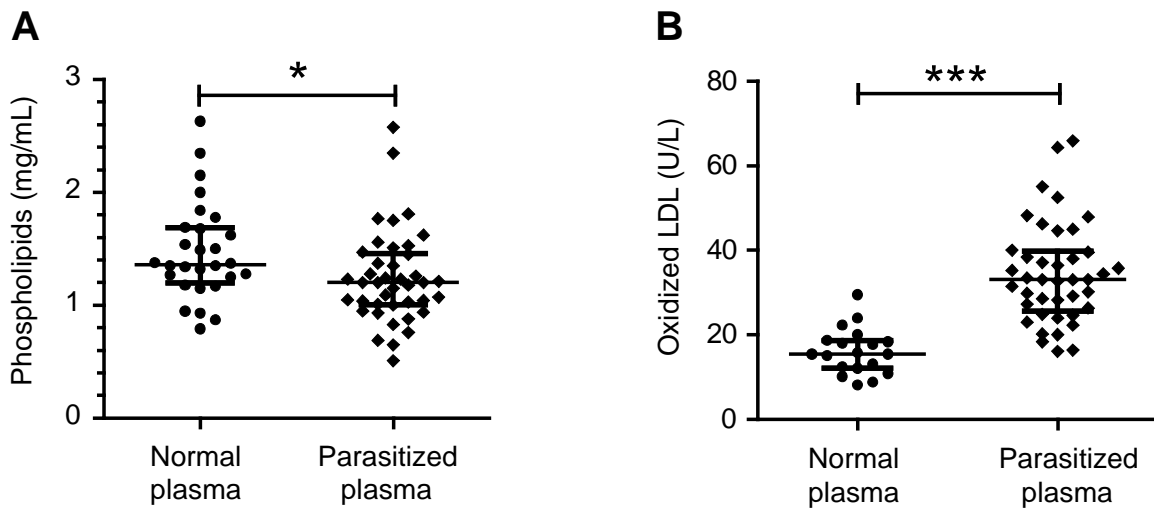 A
Phospholipids (mg/mL)
3
2
1
0
*
Normal
plasma
Parasitized
plasma
B
Oxidized LDL (U/L)
80
60
40
20
0
***
Normal
plasma
Parasitized
plasma